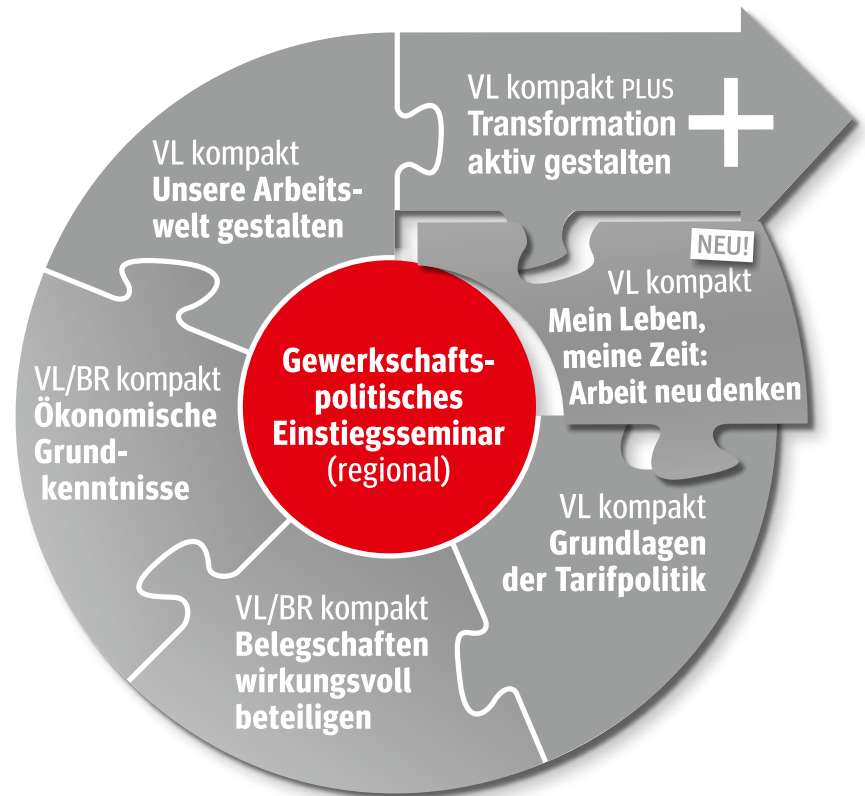 VL kompakt PLUS
Transformation
aktiv gestalten
VL kompakt
Unsere Arbeits-
welt gestalten
NEU!
VL kompakt
Mein Leben,
meine Zeit:
Arbeit neu denken
Gewerkschafts-
politisches
Einstiegsseminar
(regional)
VL/BR kompakt
Ökonomische
Grund-
kenntnisse
VL kompakt
Grundlagen
der Tarifpolitik
VL/BR kompakt
Belegschaften
wirkungsvoll
beteiligen